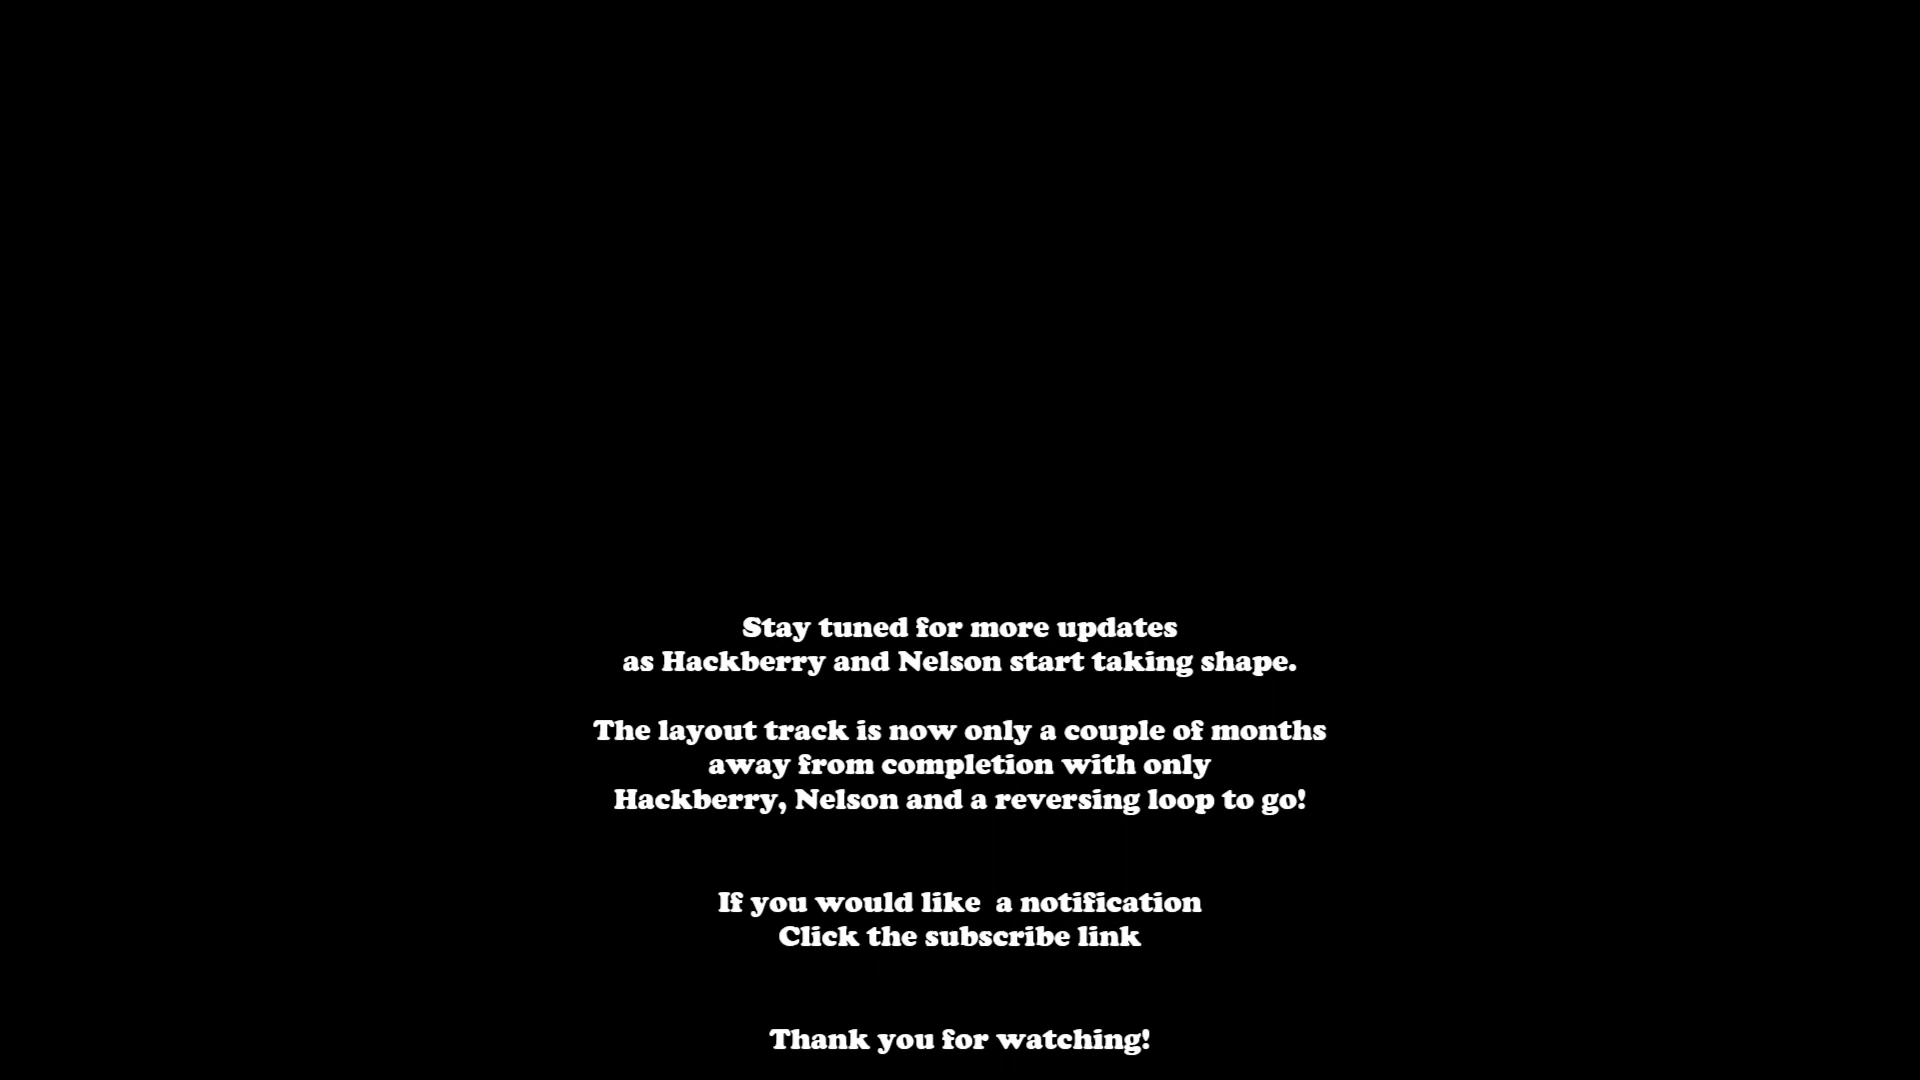 Stay tuned for more updates
as Hackberry and Nelson start taking shape.
The layout track is now only a couple of months
away from completion with only
Hackberry, Nelson and a reversing loop to go!
If you would like  a notification
Click the subscribe link
Thank you for watching!